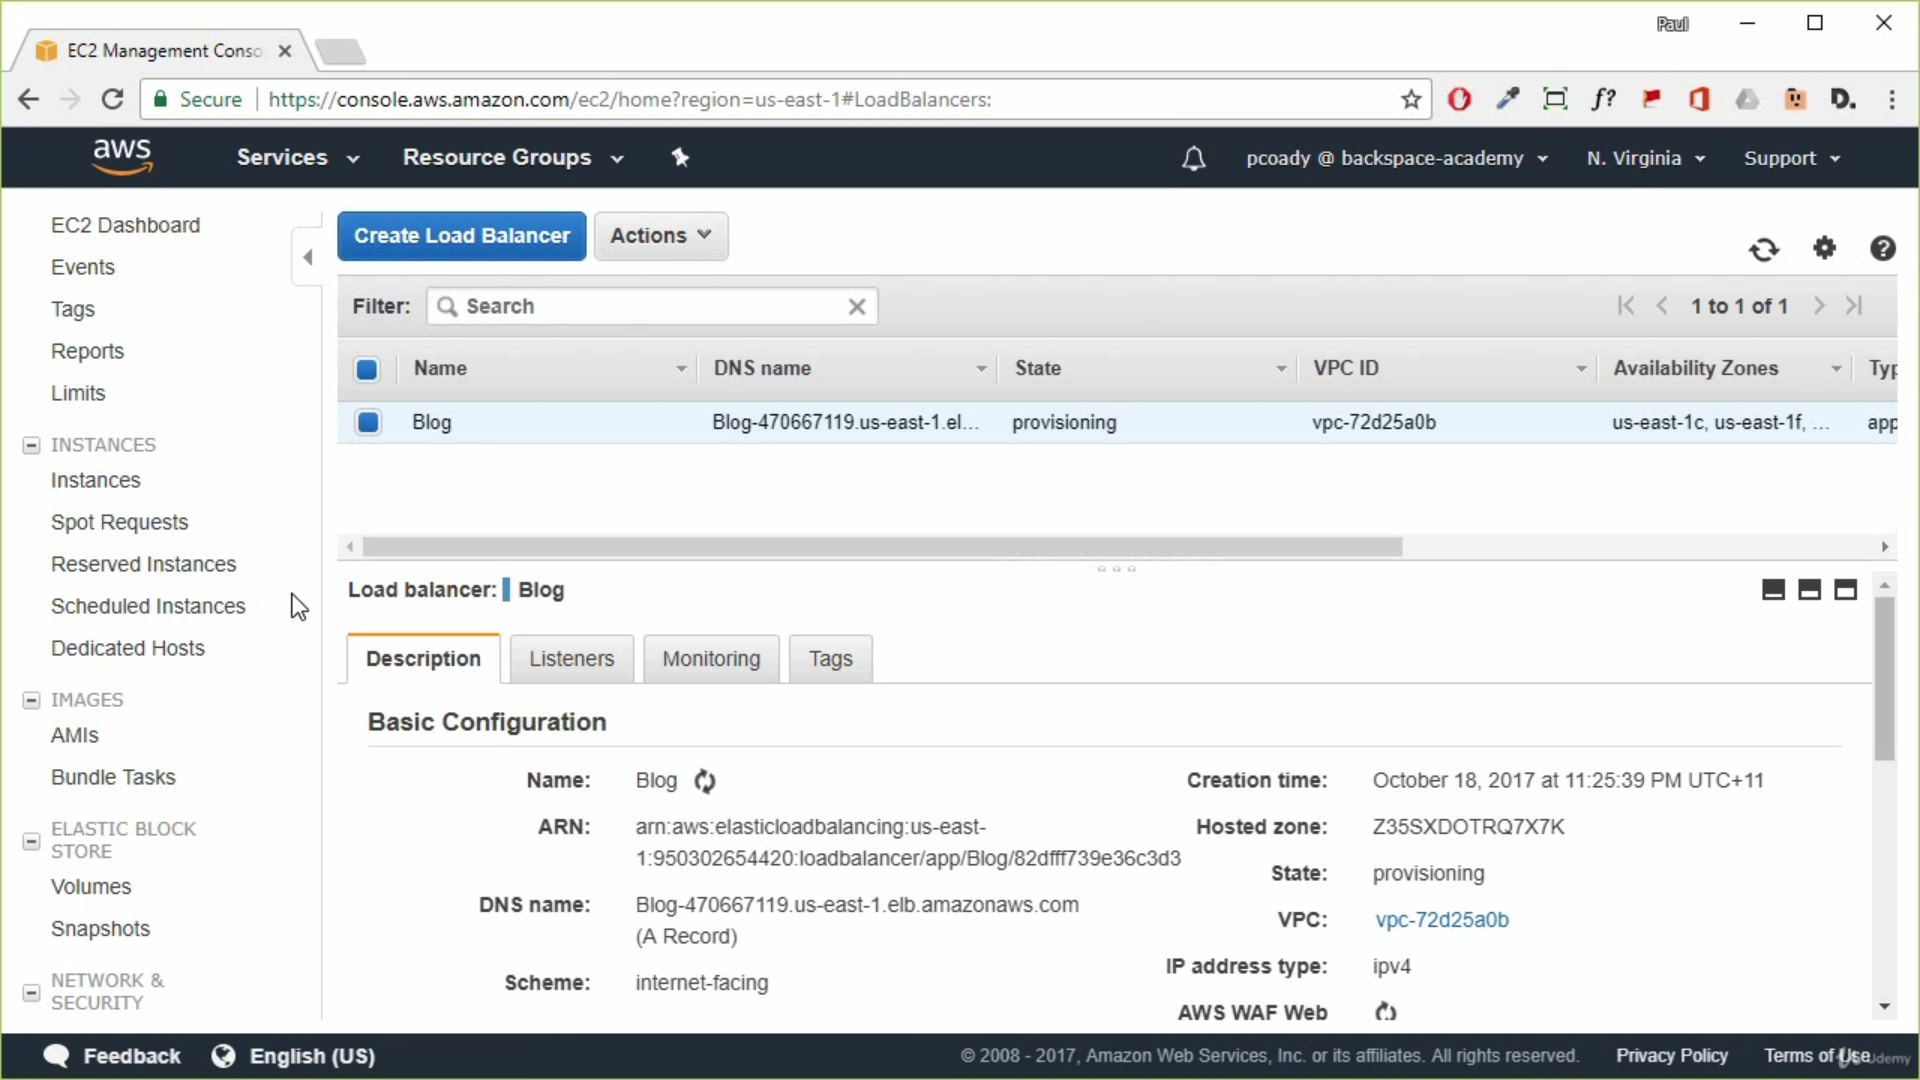 Paul
EC2 Management Conso
Secure https://console.aws.amazon.com/ec2/home?region=us-east-1#LoadBalancers:
f?
D.
aws Services Resource Groups pcoady @ backspace-academy N. Virginia Support
EC2 Dashboard
Events
Tags
Reports
Limits
INSTANCES
Instances
Spot Requests
Reserved Instances
Scheduled Instances
Dedicated Hosts
IMAGES
AMIs
Bundle Tasks
ELASTIC BLOCK
STORE
Volumes
Snapshots
NETWORK &
SECURITY
Create Load Balancer Actions
Filter: Search 1 to 1 of 1
Name DNS name State VPC ID Availability Zones Typ
Blog Blog-470667119.us-east-1.el... provisioning vpc-72d25a0b us-east-1c, us-east-1f, ... app
Load balancer: Blog
Description Listeners Monitoring Tags
Basic Configuration
Name: Blog
ARN: arn:aws:elasticloadbalancing:us-east-
1:950302654420:loadbalancer/app/Blog/82dfff739e36c3d3
DNS name: Blog-470667119.us-east-1.elb.amazonaws.com
(A Record)
Scheme: internet-facing
Creation time: October 18, 2017 at 11:25:39 PM UTC+11
Hosted zone: Z35SXDOTRQ7X7K
State: provisioning
VPC: vpc-72d25a0b
IP address type: ipv4
AWS WAF Web
Feedback English (US) © 2008 - 2017, Amazon Web Services, Inc. or its affiliates. All rights reserved. Privacy Policy Terms of Use
Udemy